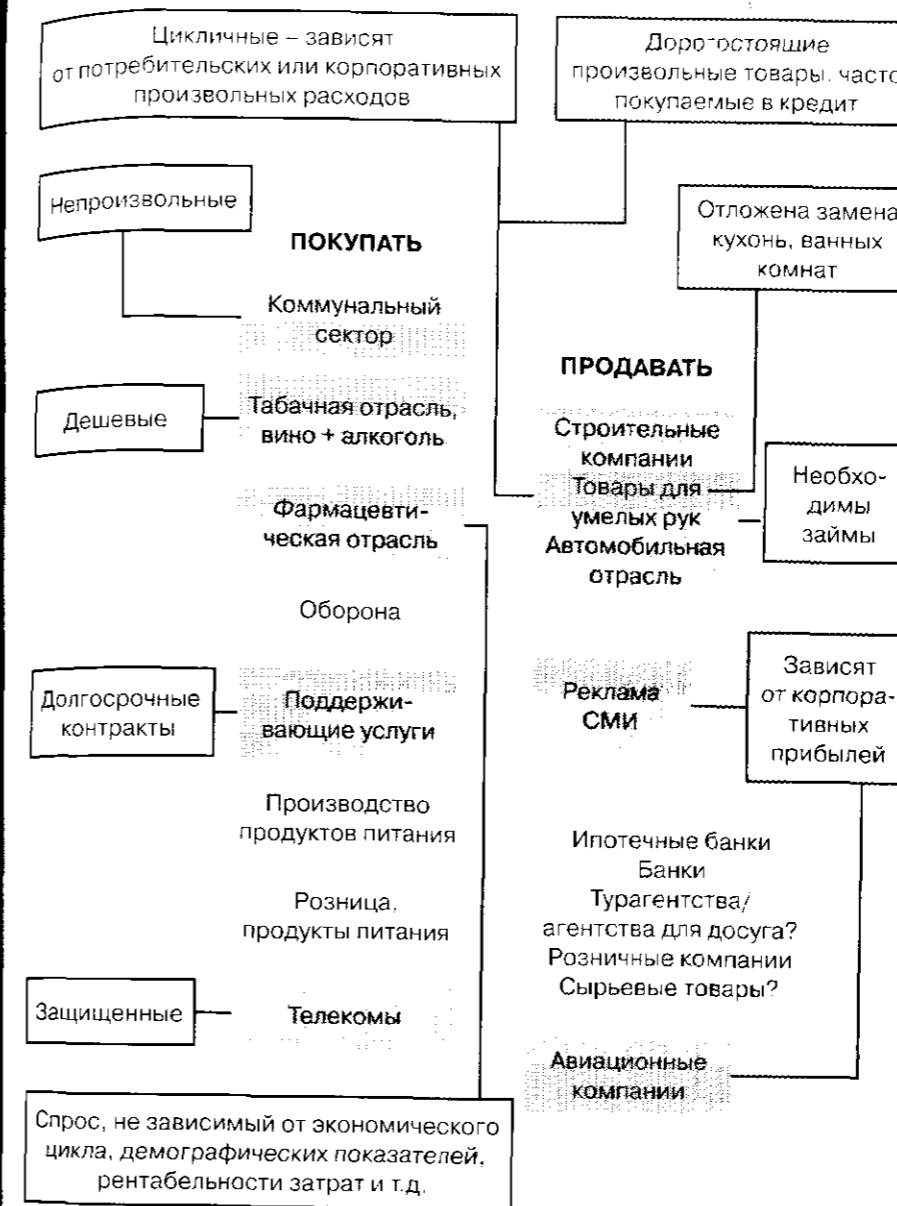 Цикличные – зависят
от потребительских или корпоративных
произвольных расходов
Дорогостоящие
произвольные товары, часто
покупаемые в кредит
Непроизвольные
Отложена замена
кухонь, ванных
комнат
ПОКУПАТЬ
Коммунальный
сектор
ПРОДАВАТЬ
Дешевые
Табачная отрасль,
вино + алкоголь
Строительные
компании
Товары для
умелых рук
Автомобильная
отрасль
Необхо-
димы
займы
Фармацевти-
ческая отрасль
Оборона
Долгосрочные
контракты
Поддержи-
вающие услуги
Реклама
СМИ
Зависят
от корпора-
тивных
прибылей
Производство
продуктов питания
Розница,
продукты питания
Ипотечные банки
Банки
Турагентства/
агентства для досуга?
Розничные компании
Сырьевые товары?
Защищенные
Телекомы
Авиационные
компании
Спрос, не зависимый от экономического
цикла, демографических показателей,
рентабельности затрат и т.д.